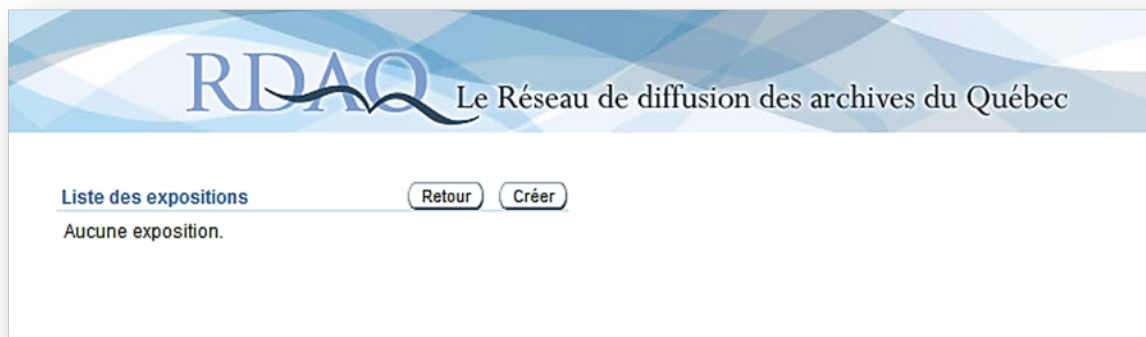 RDAQ Le Réseau de diffusion des archives du Québec
Liste des expositions Retour Créer
Aucune exposition.